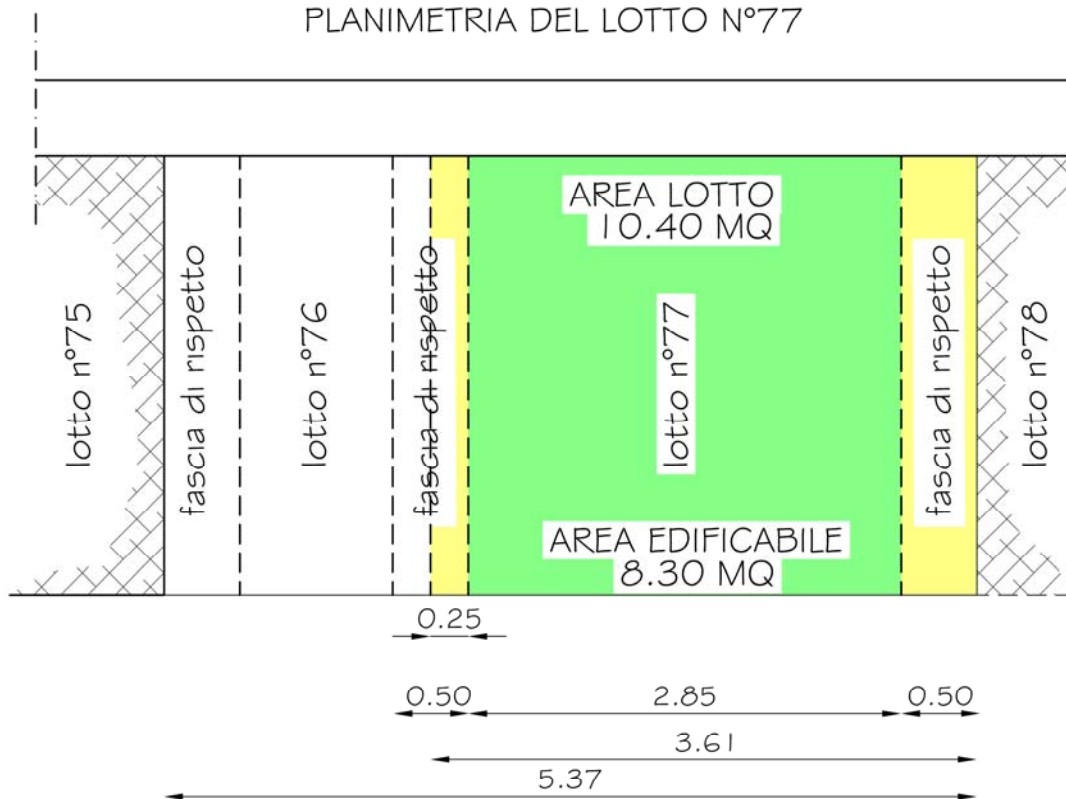 PLANIMETRIA DEL LOTTO N°77
AREA LOTTO
10.40 MQ
lotto n°75
fascia di rispetto
lotto n°76
fascia di rispetto
lotto n°77
fascia di rispetto
lotto n°78
AREA EDIFICABILE
8.30 MQ
0.25
0.50
2.85
0.50
3.61
5.37